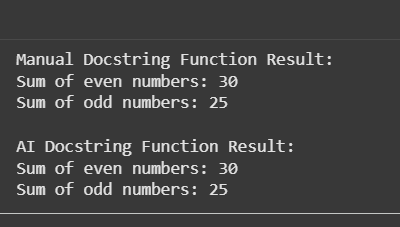 Manual Docstring Function Result:
Sum of even numbers: 30
Sum of odd numbers: 25
AI Docstring Function Result:
Sum of even numbers: 30
Sum of odd numbers: 25